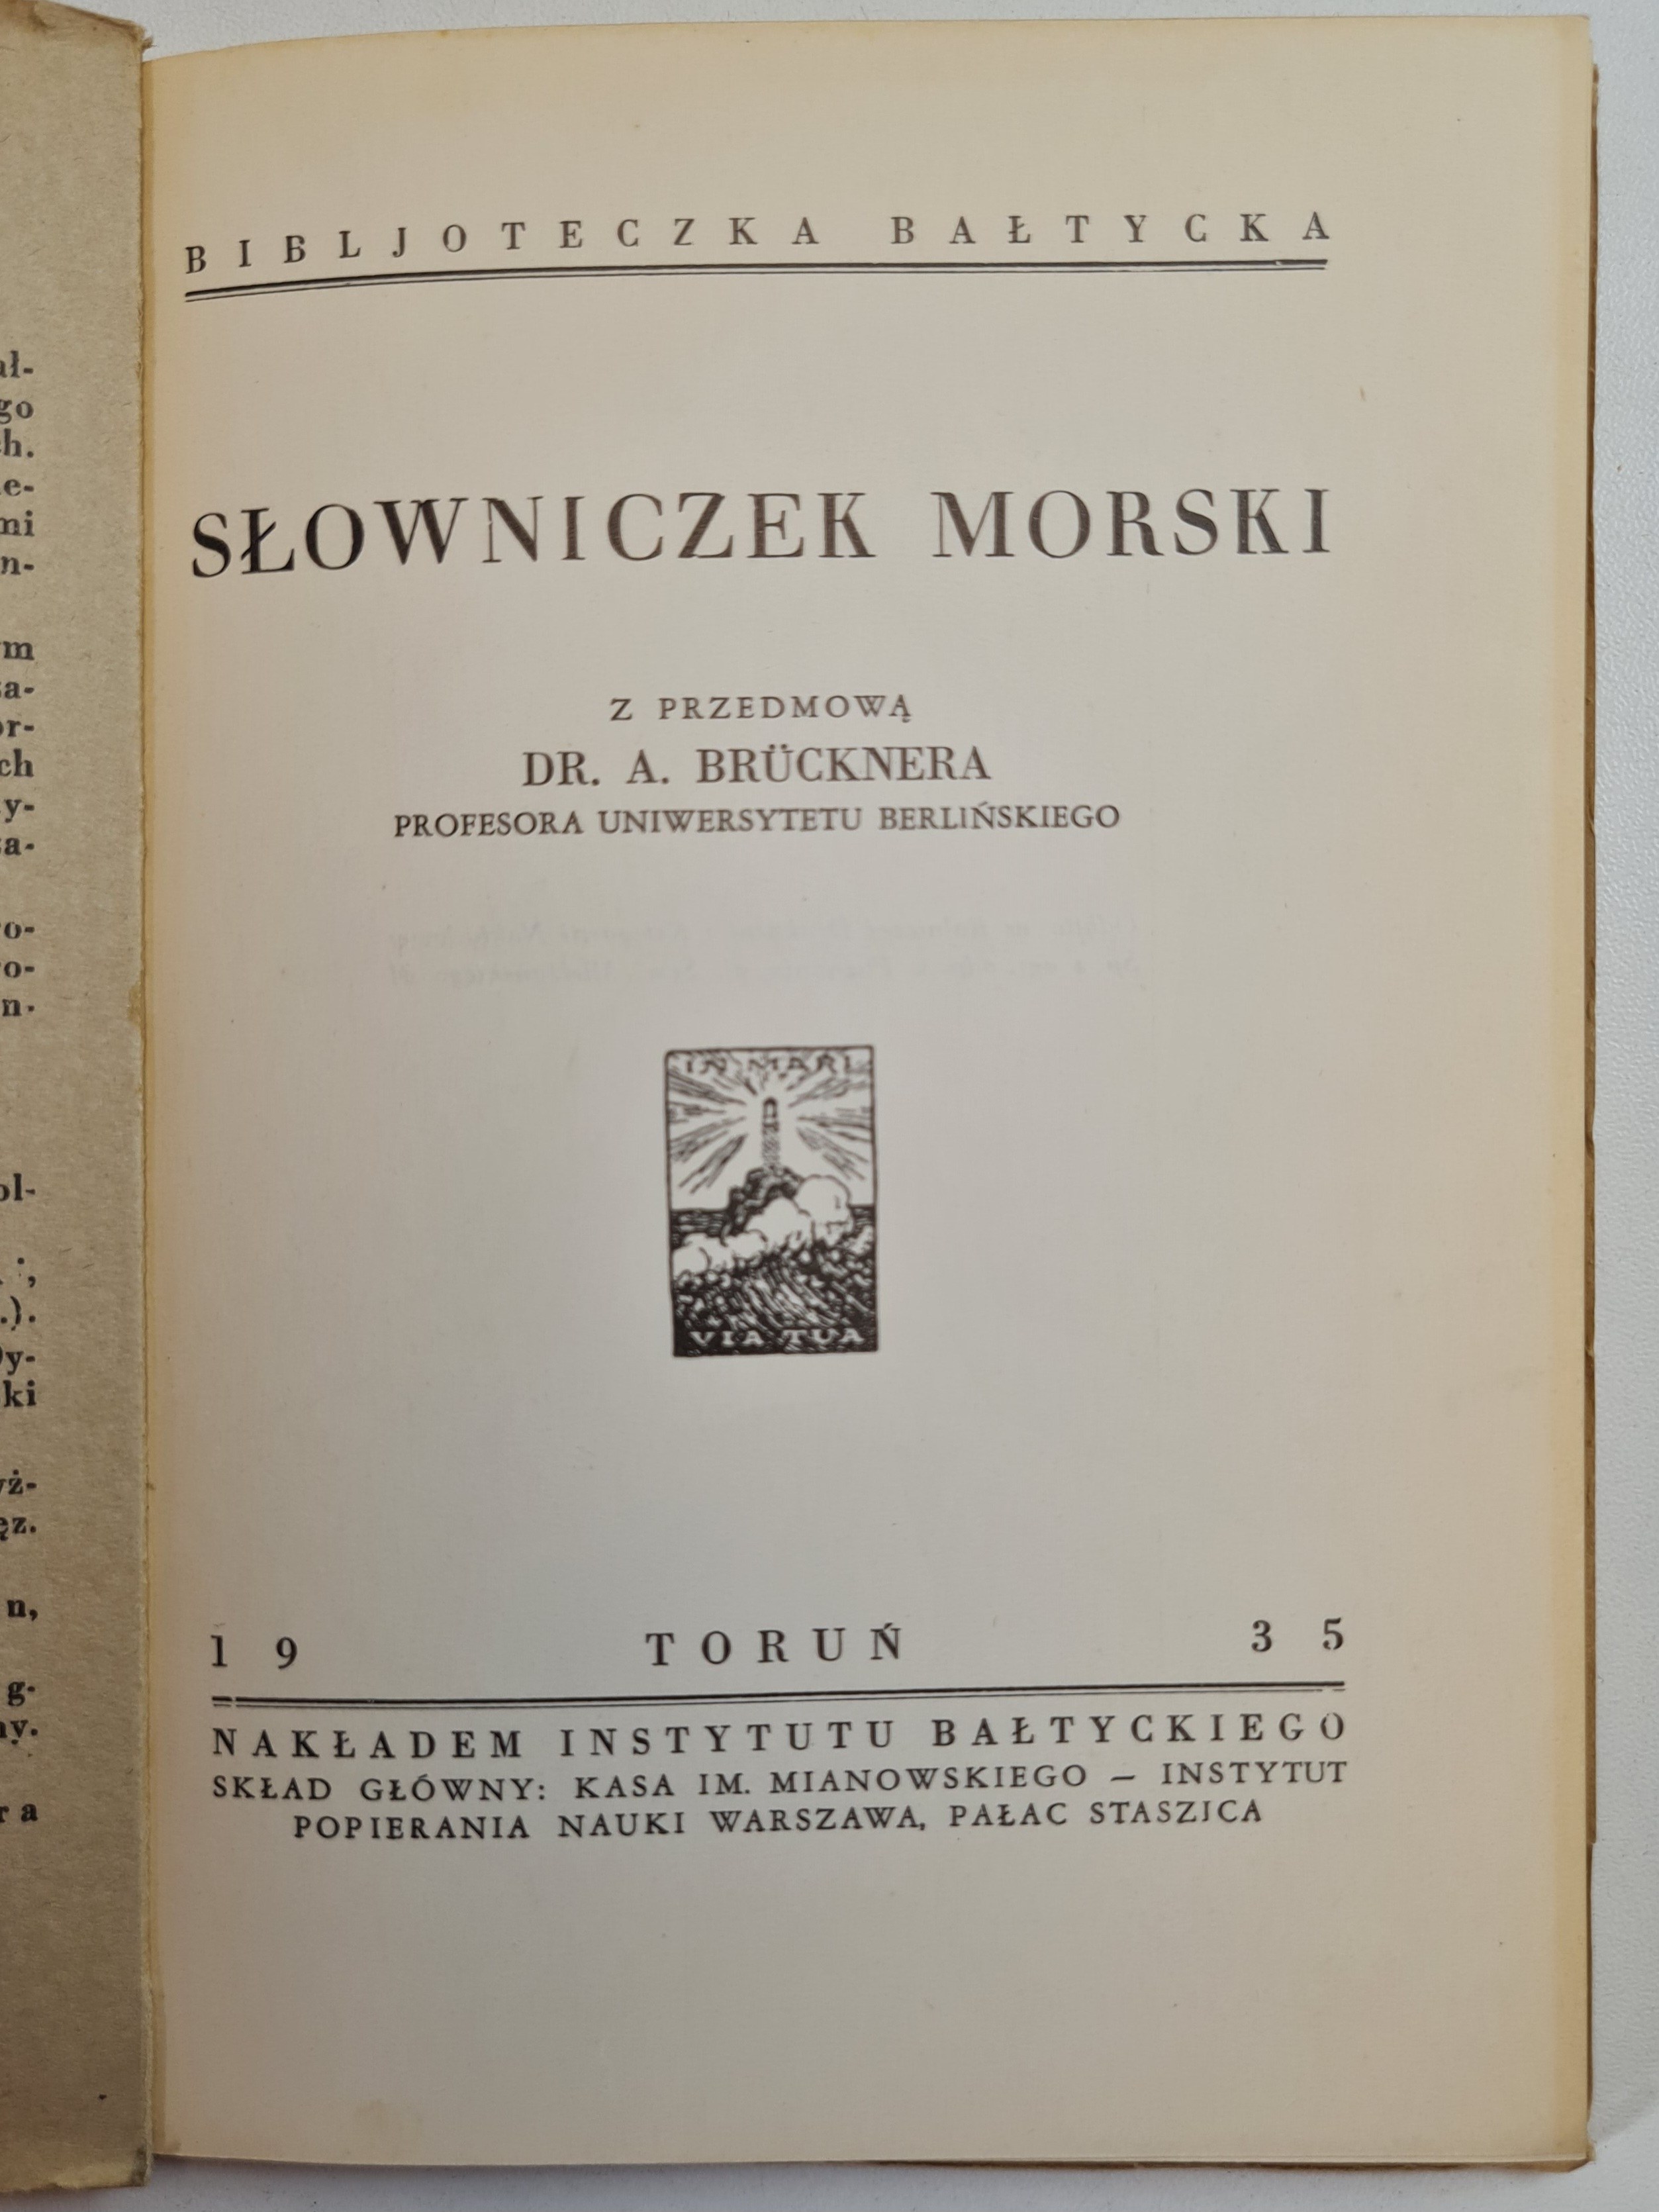 BIBLJOTECZKA BAŁTYCKA
SŁOWNICZEK MORSKI
Z PRZEDMOWĄ
DR. A. BRÜCKNERA
PROFESORA UNIWERSYTETU BERLIŃSKIEGO
IN MARI
VIA TUA
19 TORUŃ 35
NAKŁADEM INSTYTUTU BAŁTYCKIEGO
SKŁAD GŁÓWNY: KASA IM. MIANOWSKIEGO — INSTYTUT
POPIERANIA NAUKI WARSZAWA, PAŁAC STASZICA